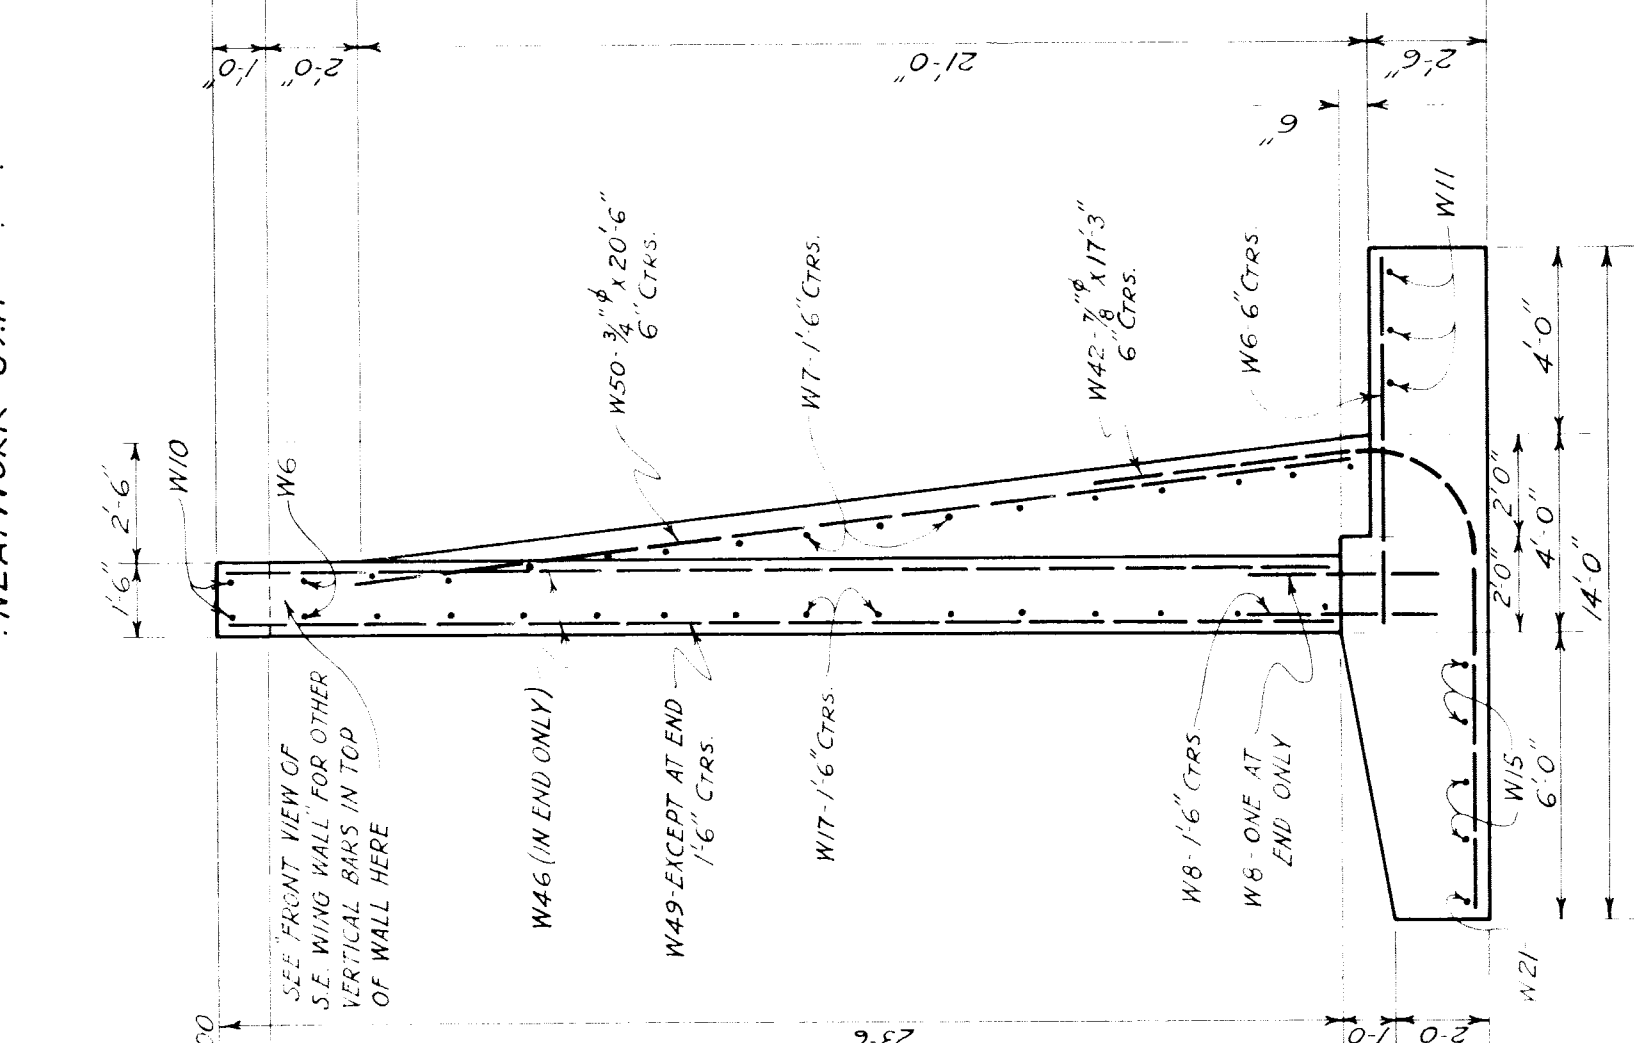 1'-0"
2'-0"
21'-0"
2'-6"
6"
1'-6"
2'-6"
W10
W6
W50-3/4"φ x 20'-6"
6" CTRS.
W7-1'-6" CTRS.
W42-7/8"φ x 17'-3"
6" CTRS.
W6-6" CTRS.
W11
SEE "FRONT VIEW OF
S.E. WING WALL" FOR OTHER
VERTICAL BARS IN TOP
OF WALL HERE
W46 (IN END ONLY)
W49-EXCEPT AT END
1'-6" CTRS.
W17-1'-6" CTRS.
W8-1'-6" CTRS.
W8-ONE AT
END ONLY
W15
W21
2'-0"
2'-0"
4'-0"
4'-0"
6'-0"
14'-0"
23-6
1-0
2-0